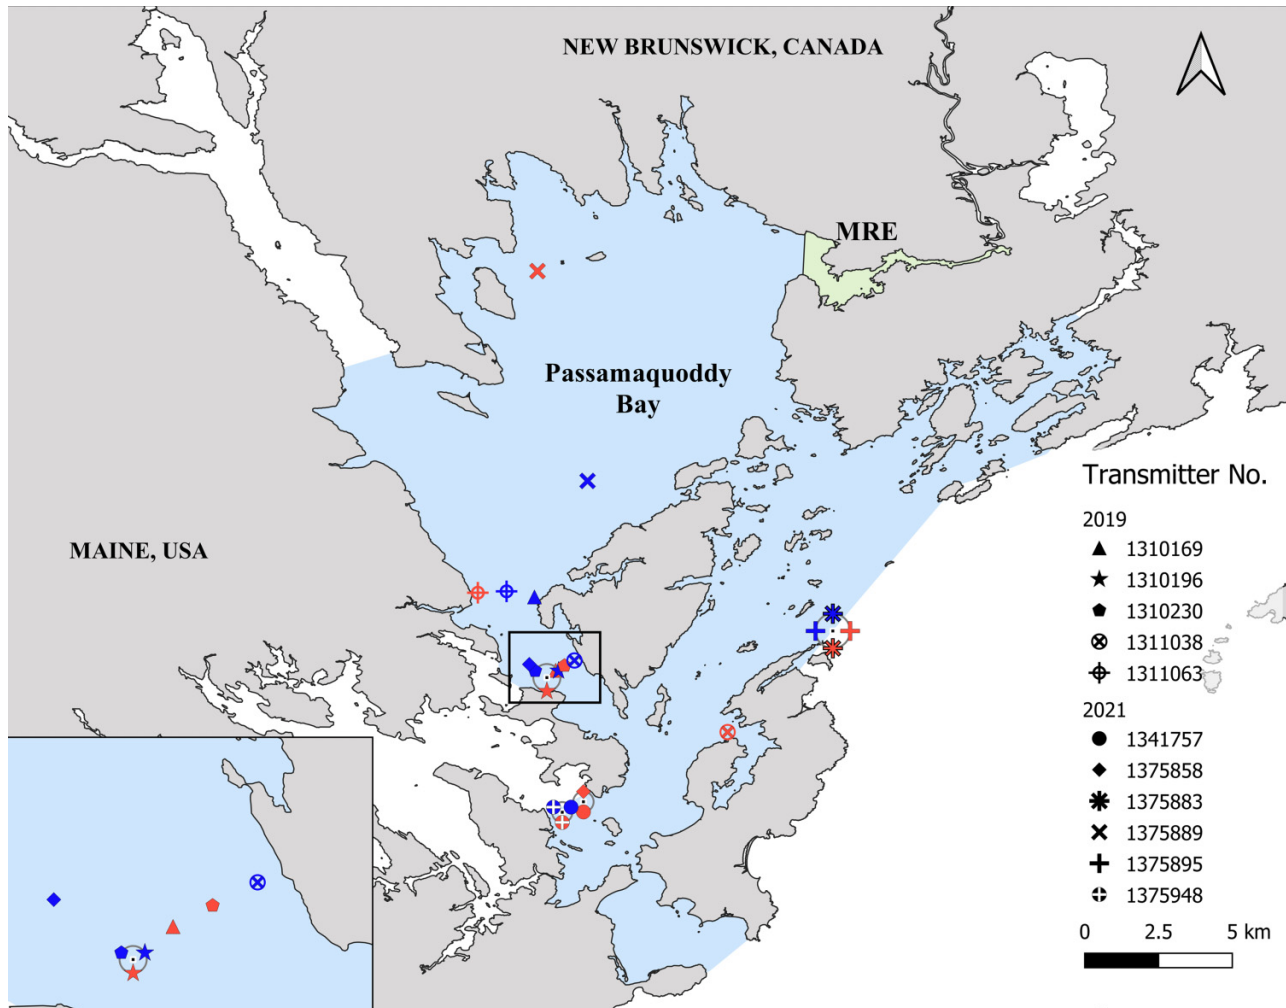 NEW BRUNSWICK, CANADA
MRE
Passamaquoddy
Bay
MAINE, USA
Transmitter No.
2019
1310169
1310196
1310230
1311038
1311063
2021
1341757
1375858
1375883
1375889
1375895
1375948
0 2.5 5 km